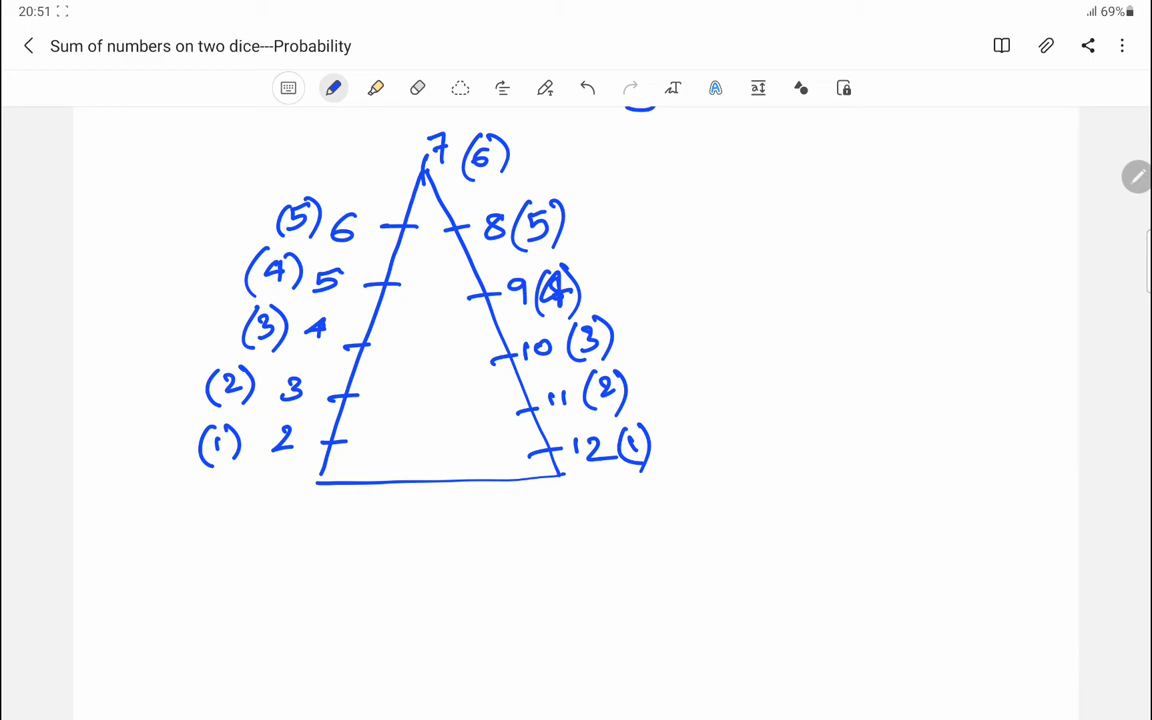 20:51
69%
Sum of numbers on two dice---Probability
7 (6)
(5) 6 8 (5)
(4) 5 9 (4)
(3) 4 10 (3)
(2) 3 11 (2)
(1) 2 12 (1)